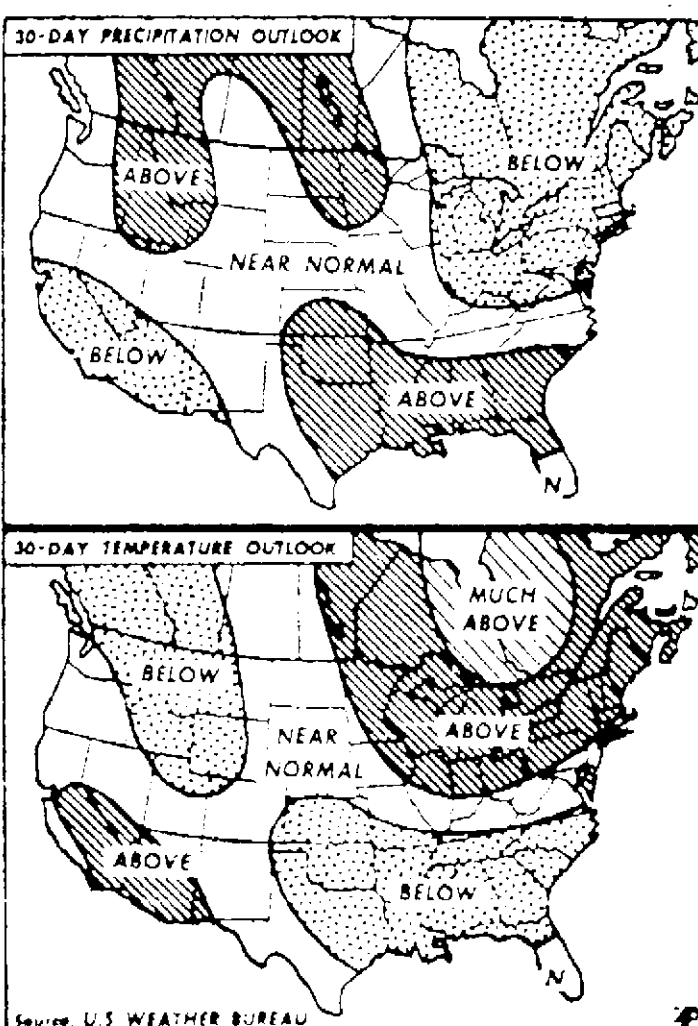 30-DAY PRECIPITATION OUTLOOK
ABOVE
BELOW
NEAR NORMAL
BELOW
ABOVE
N
30-DAY TEMPERATURE OUTLOOK
MUCH
ABOVE
BELOW
ABOVE
NEAR
NORMAL
ABOVE
BELOW
N
Source, U.S WEATHER BUREAU